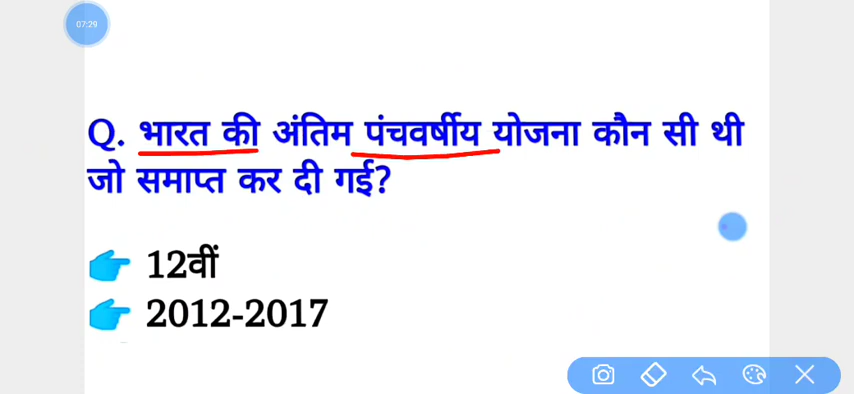 07:29
Q. भारत की अंतिम पंचवर्षीय योजना कौन सी थी
जो समाप्त कर दी गई?
👉 12वीं
👉 2012-2017